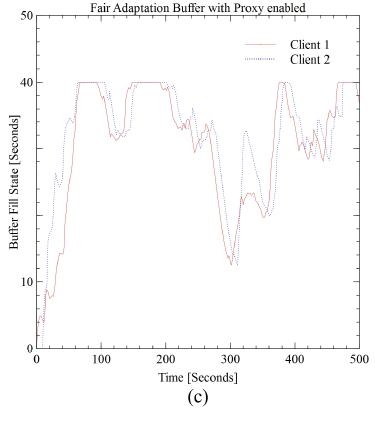 Fair Adaptation Buffer with Proxy enabled
50
Client 1
Client 2
40
Buffer Fill State [Seconds]
10
0
0 100 200 300 400 500
Time [Seconds]
(c)